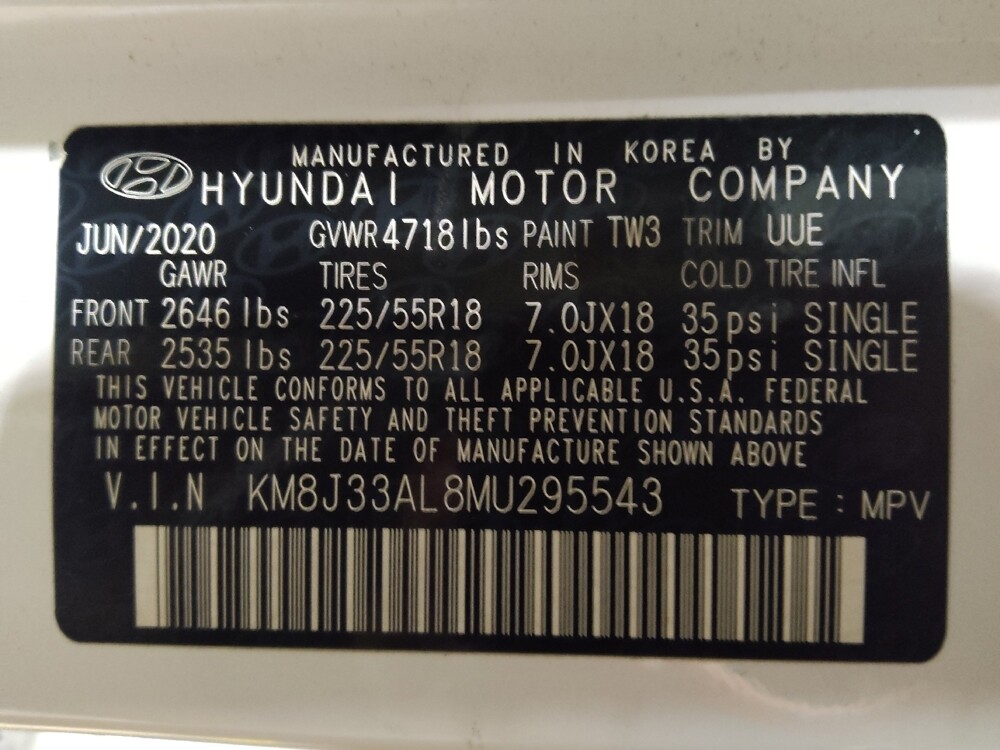 MANUFACTURED IN KOREA BY
HYUNDAI MOTOR COMPANY
JUN/2020 GVWR 4718 lbs PAINT TW3 TRIM UUE
GAWR TIRES RIMS COLD TIRE INFL
FRONT 2646 lbs 225/55R18 7.0JX18 35psi SINGLE
REAR 2535 lbs 225/55R18 7.0JX18 35psi SINGLE
THIS VEHICLE CONFORMS TO ALL APPLICABLE U.S.A. FEDERAL
MOTOR VEHICLE SAFETY AND THEFT PREVENTION STANDARDS
IN EFFECT ON THE DATE OF MANUFACTURE SHOWN ABOVE
V.I.N KM8J33AL8MU295543 TYPE : MPV